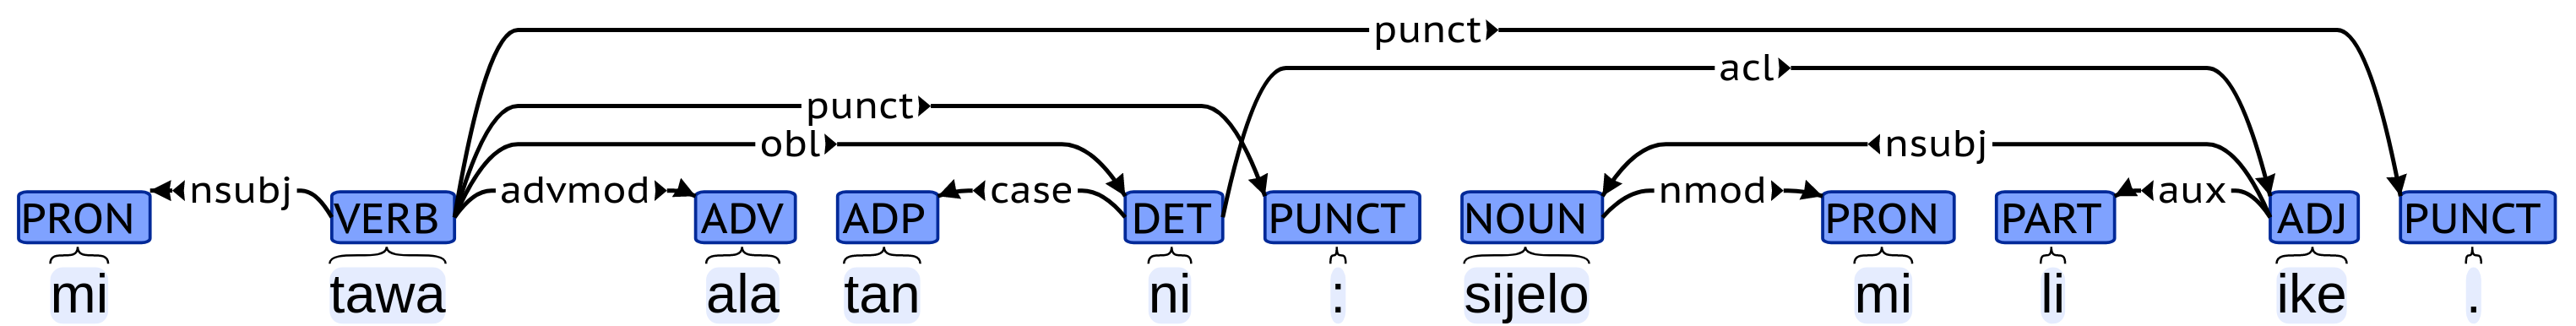 punct
acl
punct
obl nsubj
nsubj advmod case nmod aux
PRON VERB ADV ADP DET PUNCT NOUN PRON PART ADJ PUNCT
mi tawa ala tan ni : sijelo mi li ike .